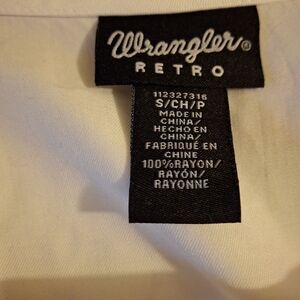 Wrangler®
RETRO
112327316
S/CH/P
MADE IN
CHINA/
HECHO EN
CHINA/
FABRIQUÉ EN
CHINE
100%RAYON/
RAYÓN/
RAYONNE